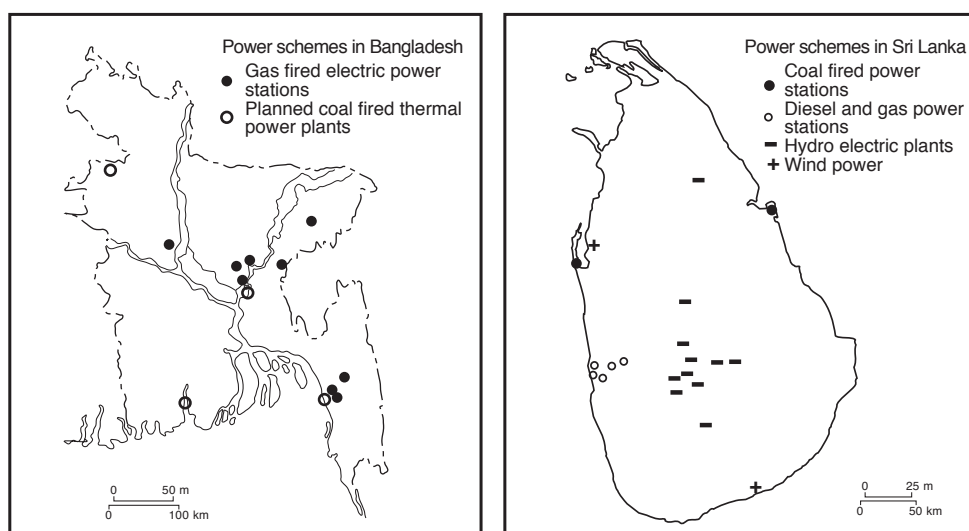 Power schemes in Bangladesh
Gas fired electric power
stations
Planned coal fired thermal
power plants
0 50 m
0 100 km
Power schemes in Sri Lanka
Coal fired power
stations
Diesel and gas power
stations
Hydro electric plants
Wind power
0 25 m
0 50 km